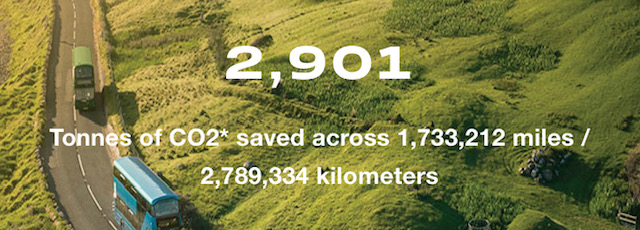 2,901
Tonnes of CO2* saved across 1,733,212 miles /
2,789,334 kilometers